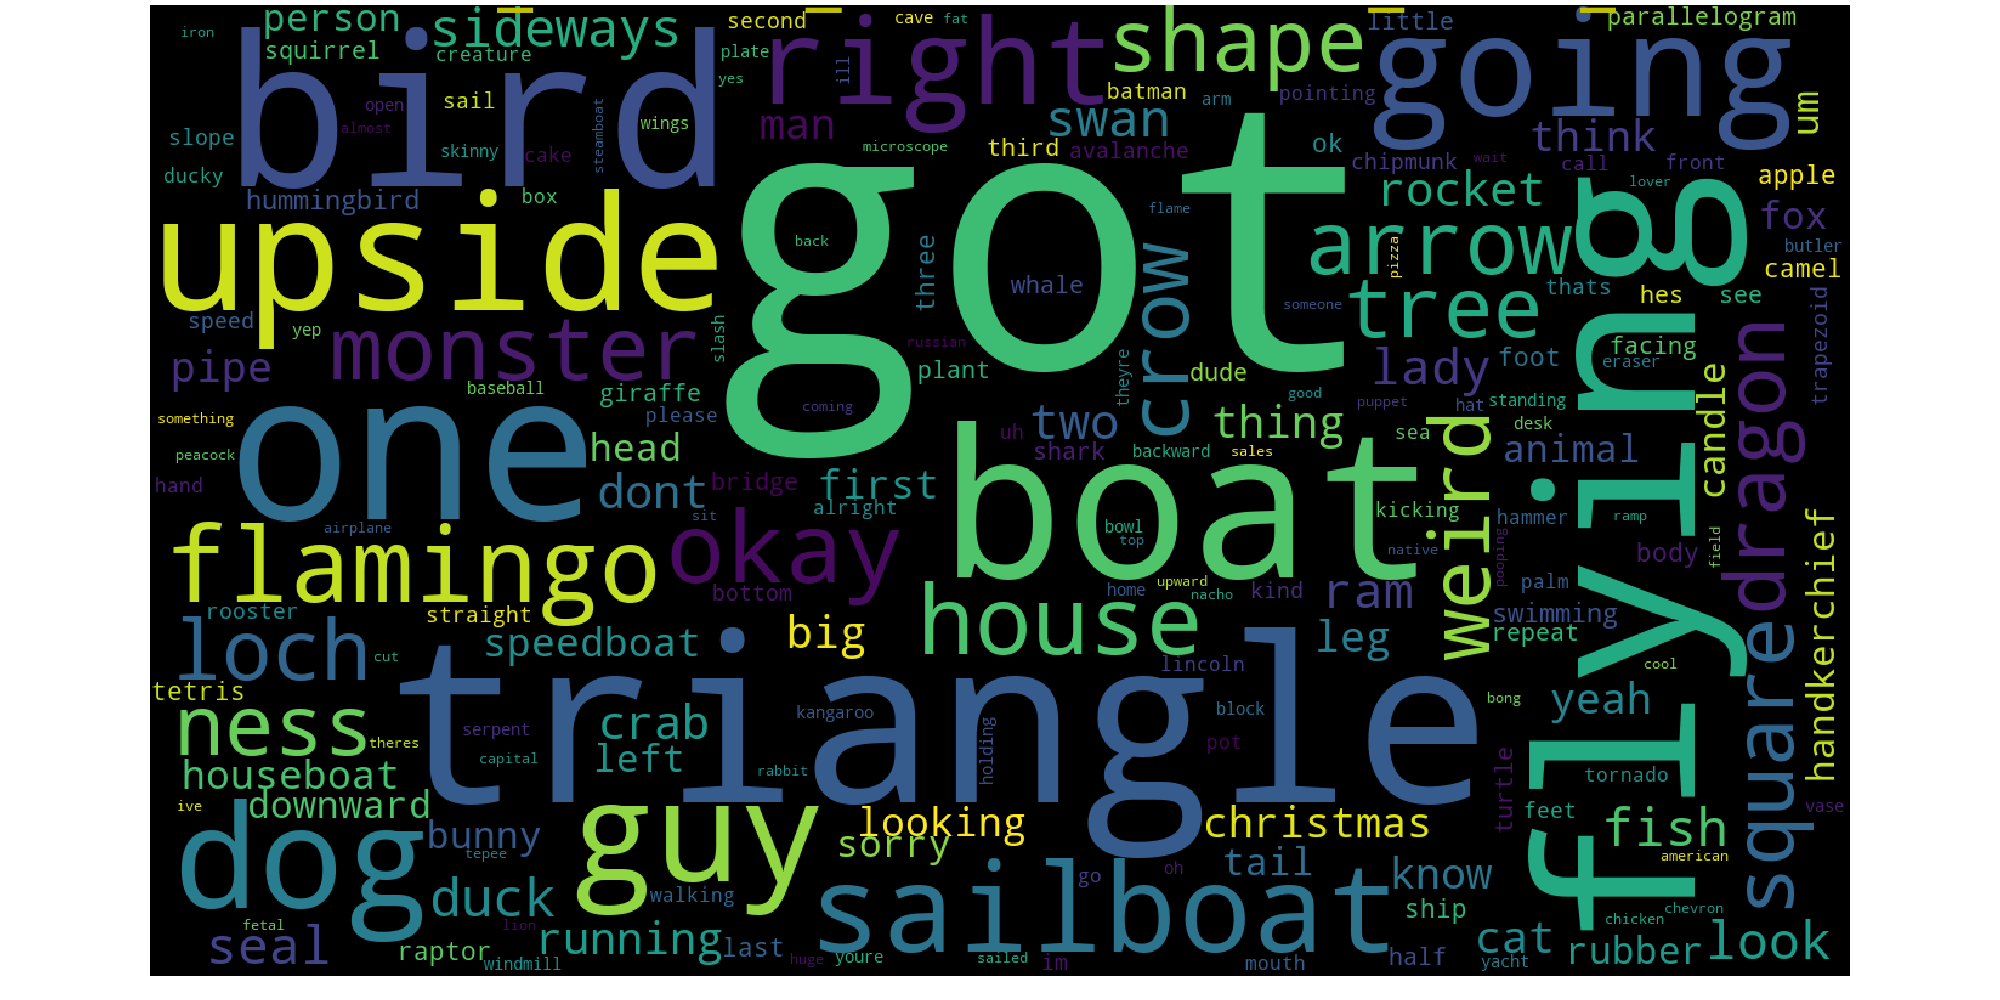 iron
person
sideways
second
cave
fat
little
parallelogram
squirrel
creature
plate
right
shape
going
bird
yes
ill
open
sail
batman
arm
pointing
um
almost
steamboat
wings
man
swan
think
slope
skinny
cake
microscope
third
avalanche
ok
chipmunk
wait
call
front
ducky
hummingbird
box
got
rocket
lover
apple
flame
fox
upside
back
three
crow
arrow
pizza
butler
whale
camel
thats
hes
see
someone
tree
flying
speed
yep
monster
slash
russian
theyre
facing
trapezoid
pipe
plant
dude
lady
foot
eraser
dragon
baseball
giraffe
good
candle
something
one
please
coming
two
thing
puppet
hat
standing
weird
desk
peacock
head
uh
shark
backward
sales
sea
animal
hand
dont
bridge
first
boat
airplane
sit
alright
bowl
kicking
hammer
ramp
handkerchief
flamingo
okay
top
native
pooping
body
field
rooster
straight
bottom
home
upward
nacho
kind
ram
palm
swimming
loch
speedboat
big
house
leg
repeat
cut
triangle
lincoln
cool
square
tetris
ness
serpent
crab
kangaroo
block
bong
yeah
theres
capital
left
rabbit
holding
pot
turtle
houseboat
tornado
ive
downward
guy
looking
christmas
feet
vase
dog
bunny
tepee
sorry
tail
fish
american
duck
walking
go
oh
sailboat
know
ship
chicken
chevron
fetal
lion
running
last
seal
raptor
windmill
huge
youre
sailed
im
mouth
half
cat
yacht
rubber
look